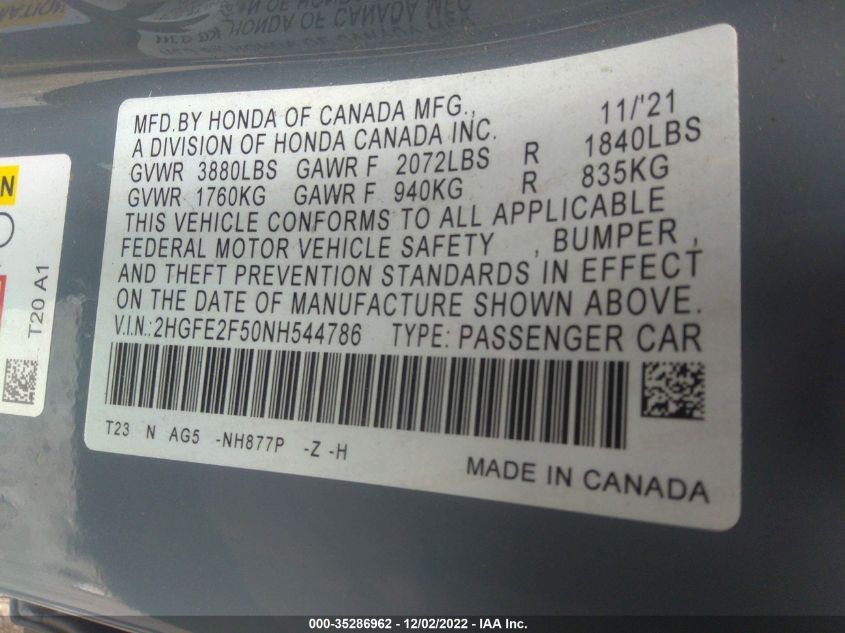 MFD. BY HONDA OF CANADA MFG., 11/'21
A DIVISION OF HONDA CANADA INC.
GVWR 3880LBS GAWR F 2072LBS R 1840LBS
GVWR 1760KG GAWR F 940KG R 835KG
THIS VEHICLE CONFORMS TO ALL APPLICABLE
FEDERAL MOTOR VEHICLE SAFETY , BUMPER ,
AND THEFT PREVENTION STANDARDS IN EFFECT
ON THE DATE OF MANUFACTURE SHOWN ABOVE.
V.I.N.:2HGFE2F50NH544786 TYPE: PASSENGER CAR
T23 N AG5 -NH877P -Z -H
MADE IN CANADA
N
T20 A1
000-35286962 - 12/02/2022 - IAA Inc.